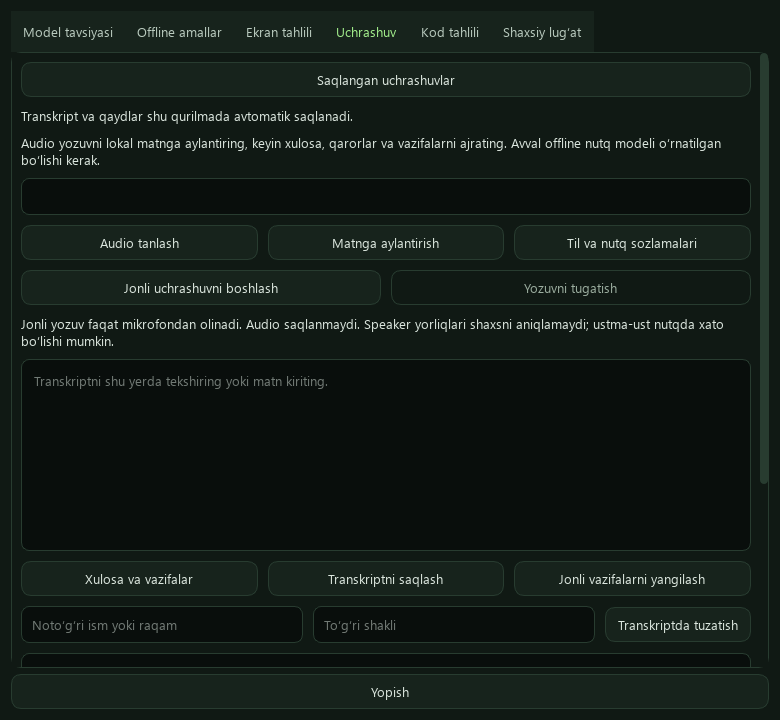 Model tavsiyasi Offline amallar Ekran tahlili Uchrashuv Kod tahlili Shaxsiy lug‘at
Saqlangan uchrashuvlar
Transkript va qaydlar shu qurilmada avtomatik saqlanadi.
Audio yozuvni lokal matnga aylantiring, keyin xulosa, qarorlar va vazifalarni ajrating. Avval offline nutq modeli o‘rnatilgan
bo‘lishi kerak.
Audio tanlash Matnga aylantirish Til va nutq sozlamalari
Jonli uchrashuvni boshlash Yozuvni tugatish
Jonli yozuv faqat mikrofondan olinadi. Audio saqlanmaydi. Speaker yorliqlari shaxsni aniqlamaydi; ustma-ust nutqda xato
bo‘lishi mumkin.
Transkriptni shu yerda tekshiring yoki matn kiriting.
Xulosa va vazifalar Transkriptni saqlash Jonli vazifalarni yangilash
Noto‘g‘ri ism yoki raqam To‘g‘ri shakli Transkriptda tuzatish
Yopish